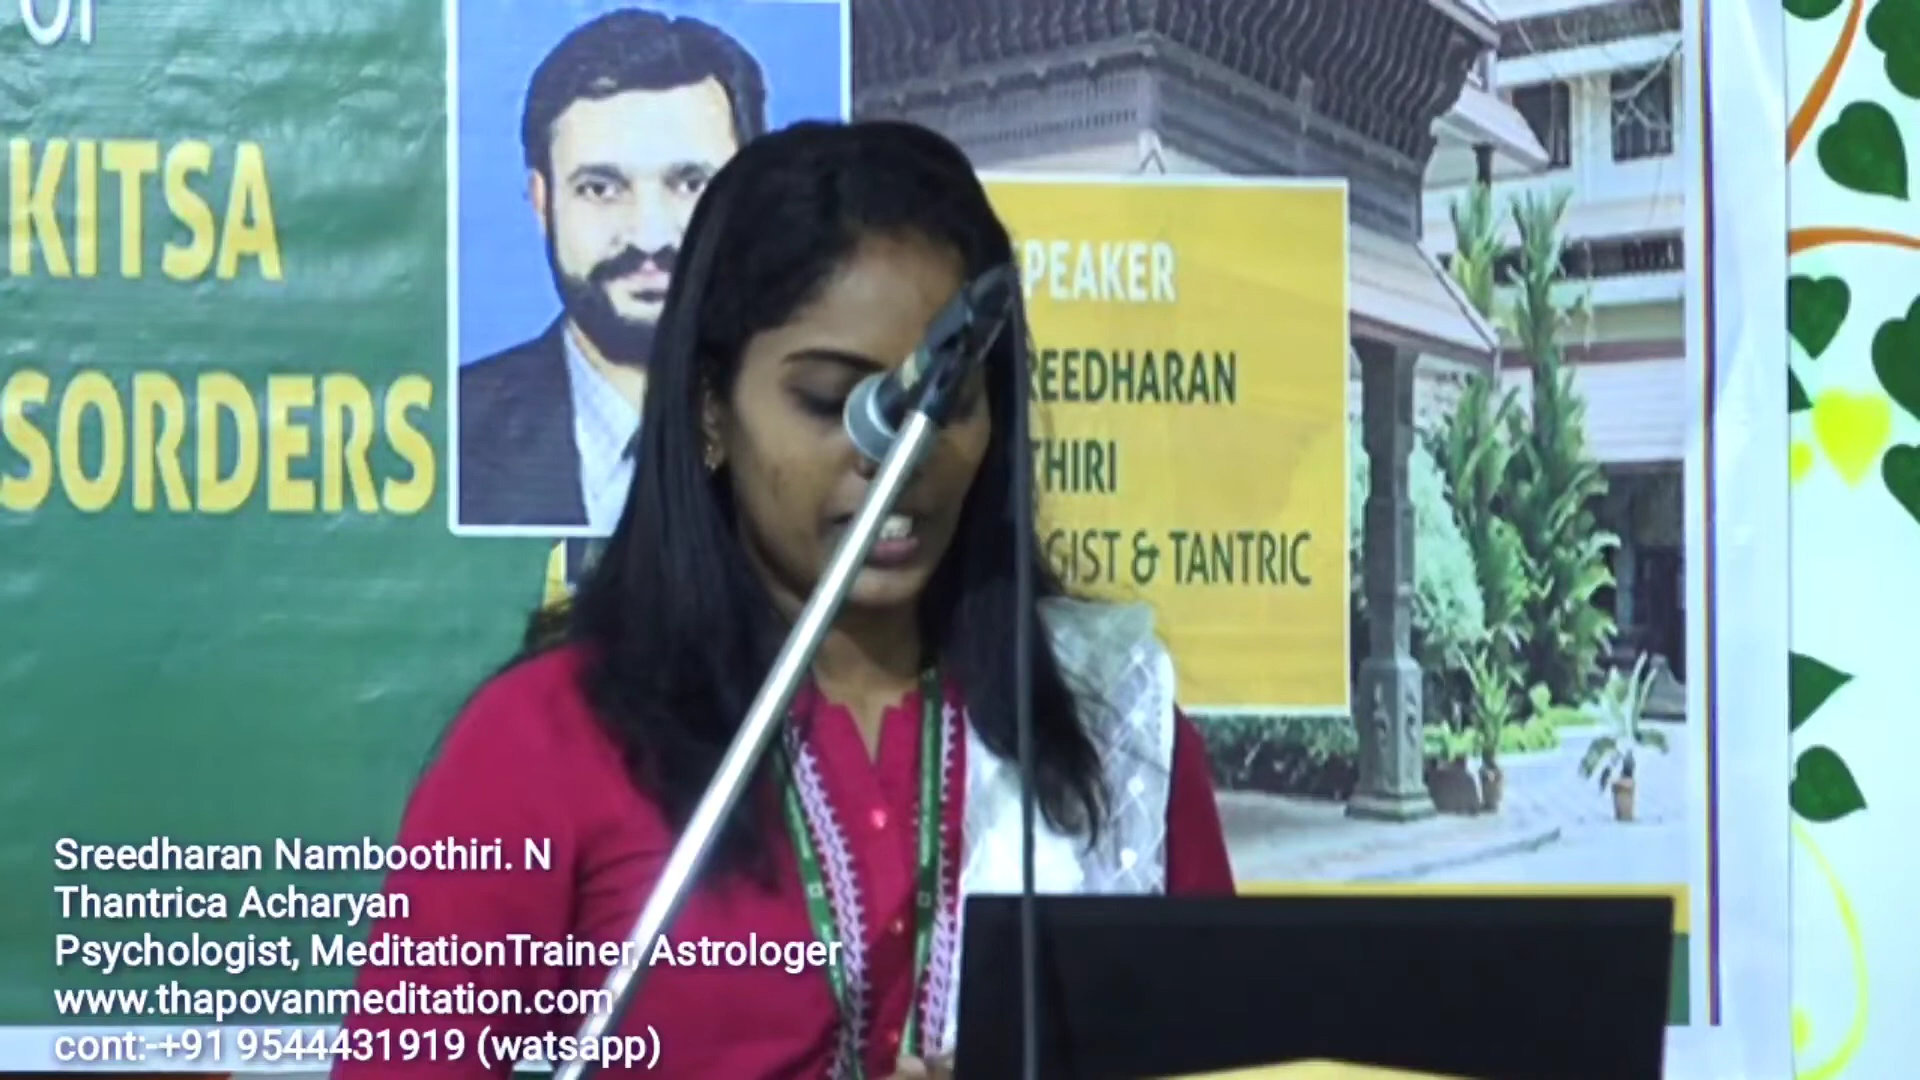 OF
KITSA
SORDERS
PEAKER
REEDHARAN
THIRI
GIST & TANTRIC
Sreedharan Namboothiri. N
Thantrica Acharyan
Psychologist, MeditationTrainer, Astrologer
www.thapovanmeditation.com
cont:-+91 9544431919 (watsapp)